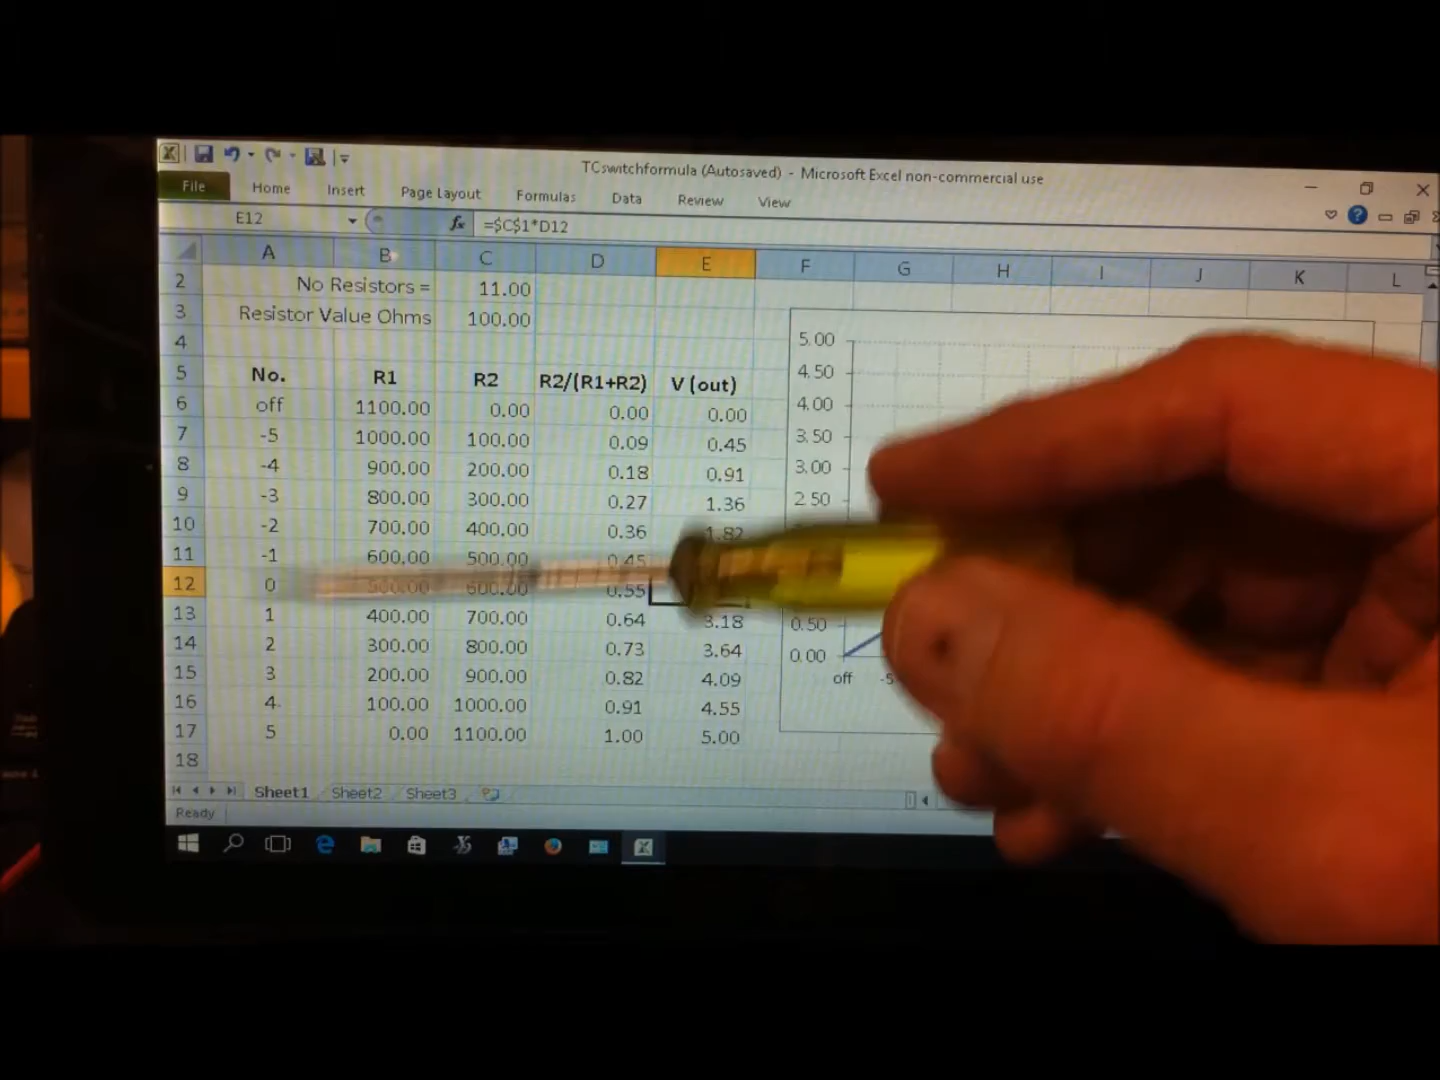 TCswitchformula (Autosaved) - Microsoft Excel non-commercial use
File Home Insert Page Layout Formulas Data Review View
E12 fx =$C$1*D12
A B C D E F G H I J K L
2 No Resistors = 11.00
3 Resistor Value Ohms 100.00
4
5 No. R1 R2 R2/(R1+R2) V (out)
6 off 1100.00 0.00 0.00 0.00
7 -5 1000.00 100.00 0.09 0.45
8 -4 900.00 200.00 0.18 0.91
9 -3 800.00 300.00 0.27 1.36
10 -2 700.00 400.00 0.36 1.82
11 -1 600.00 500.00 0.45
12 0 500.00 600.00 0.55
13 1 400.00 700.00 0.64 3.18
14 2 300.00 800.00 0.73 3.64
15 3 200.00 900.00 0.82 4.09
16 4 100.00 1000.00 0.91 4.55
17 5 0.00 1100.00 1.00 5.00
18
5.00
4.50
4.00
3.50
3.00
2.50
0.50
0.00
off -5
Sheet1 Sheet2 Sheet3
Ready